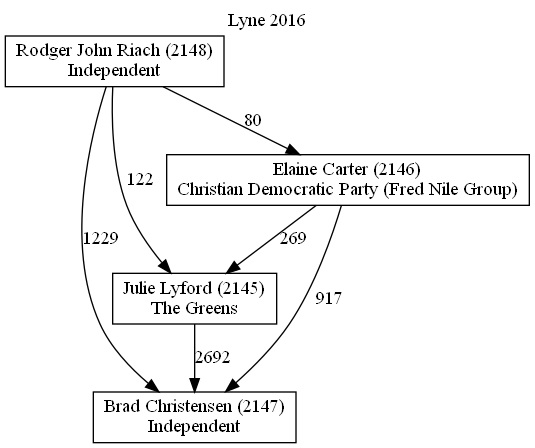 Lyne 2016
Rodger John Riach (2148)
Independent
80
Elaine Carter (2146)
Christian Democratic Party (Fred Nile Group)
122
1229
269
Julie Lyford (2145)
The Greens
917
2692
Brad Christensen (2147)
Independent